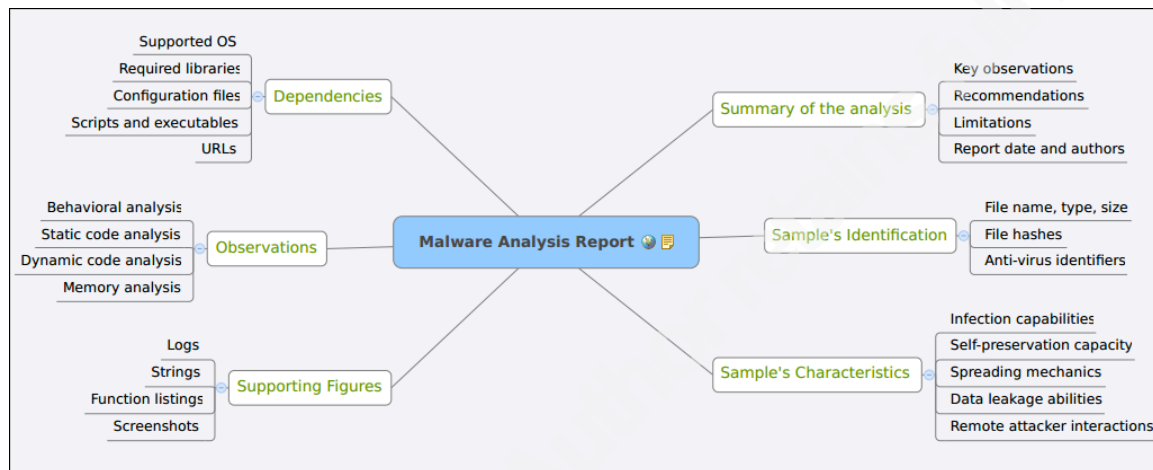 Supported OS
Required libraries
Configuration files
Scripts and executables
URLs
Dependencies
Behavioral analysis
Static code analysis
Dynamic code analysis
Memory analysis
Observations
Logs
Strings
Function listings
Screenshots
Supporting Figures
Malware Analysis Report
Summary of the analysis
Key observations
Recommendations
Limitations
Report date and authors
Sample's Identification
File name, type, size
File hashes
Anti-virus identifiers
Sample's Characteristics
Infection capabilities
Self-preservation capacity
Spreading mechanics
Data leakage abilities
Remote attacker interactions